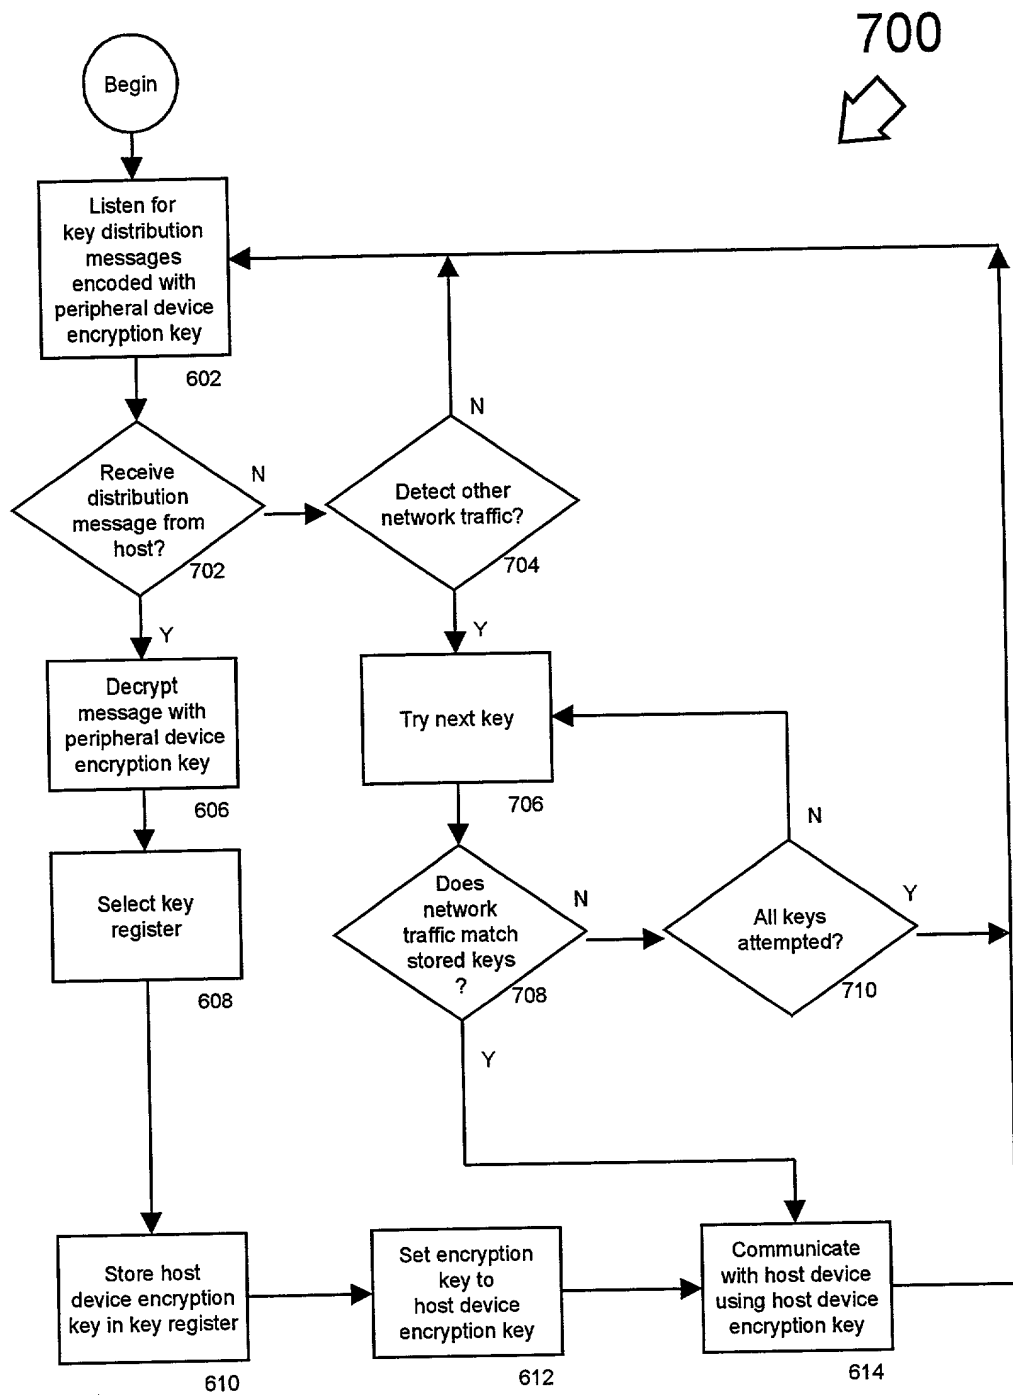 700
Begin
Listen for
key distribution
messages
encoded with
peripheral device
encryption key
602
N
Receive
distribution
message from
host?
702
N
Detect other
network traffic?
704
Y
Y
Decrypt
message with
peripheral device
encryption key
606
Try next key
706
N
Select key
register
608
Does
network
traffic match
stored keys
?
708
N
All keys
attempted?
710
Y
Y
Store host
device encryption
key in key register
610
Set encryption
key to
host device
encryption key
612
Communicate
with host device
using host device
encryption key
614